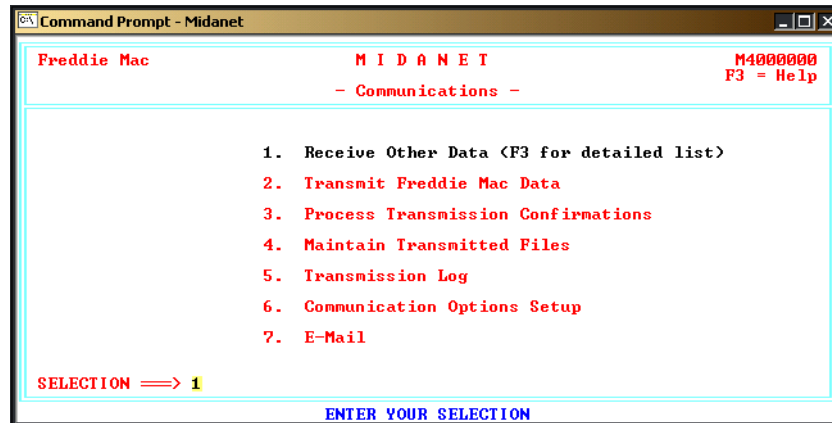 Command Prompt - Midanet
Freddie Mac M I D A N E T M4000000
F3 = Help
- Communications -
1. Receive Other Data (F3 for detailed list)
2. Transmit Freddie Mac Data
3. Process Transmission Confirmations
4. Maintain Transmitted Files
5. Transmission Log
6. Communication Options Setup
7. E-Mail
SELECTION ===> 1
ENTER YOUR SELECTION